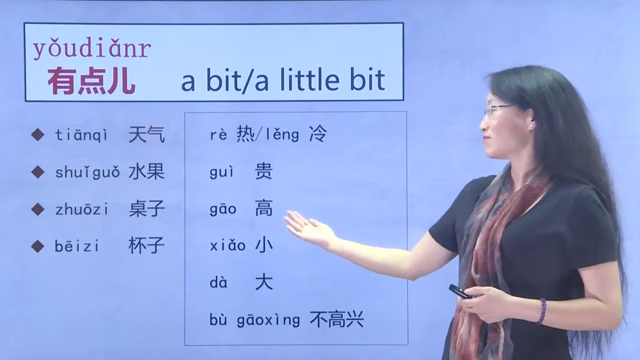 yǒudiǎnr
有点儿 a bit/a little bit
tiānqì 天气
shuǐguǒ 水果
zhuōzi 桌子
bēizi 杯子
rè 热/lěng 冷
guì 贵
gāo 高
xiǎo 小
dà 大
bù gāoxìng 不高兴